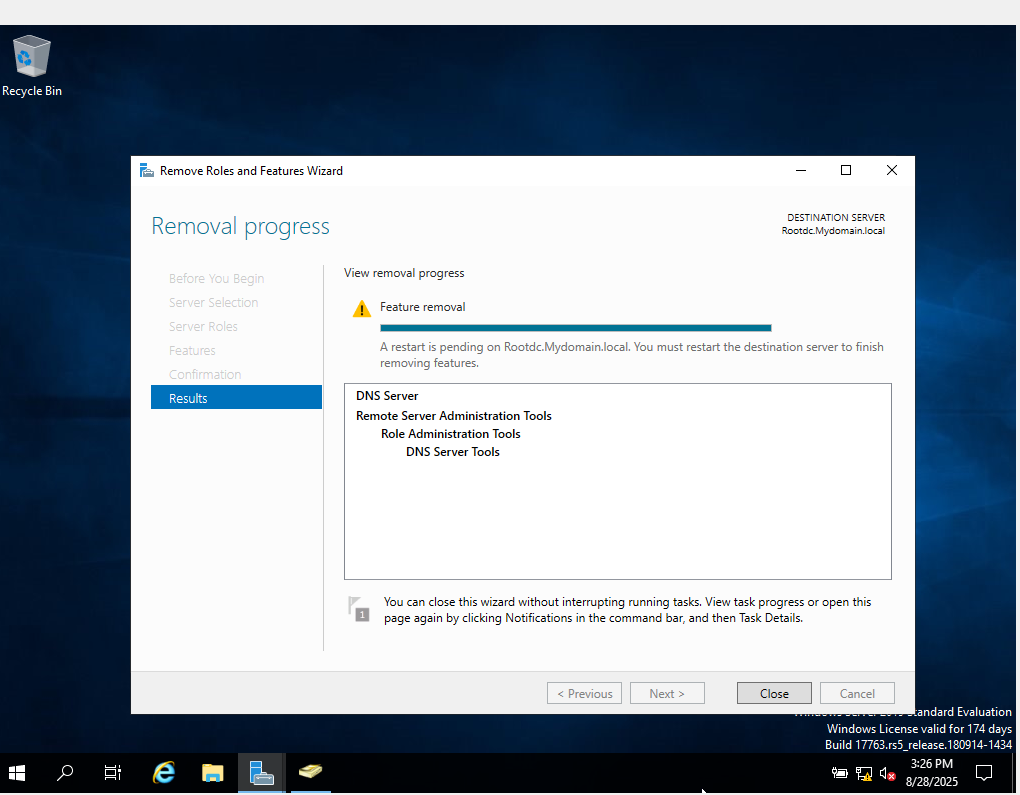 Recycle Bin
Remove Roles and Features Wizard
Removal progress
DESTINATION SERVER
Rootdc.Mydomain.local
Before You Begin
Server Selection
Server Roles
Features
Confirmation
Results
View removal progress
Feature removal
A restart is pending on Rootdc.Mydomain.local. You must restart the destination server to finish
removing features.
DNS Server
Remote Server Administration Tools
Role Administration Tools
DNS Server Tools
1
You can close this wizard without interrupting running tasks. View task progress or open this
page again by clicking Notifications in the command bar, and then Task Details.
< Previous
Next >
Close
Cancel
Standard Evaluation
Windows License valid for 174 days
Build 17763.rs5_release.180914-1434
3:26 PM
8/28/2025